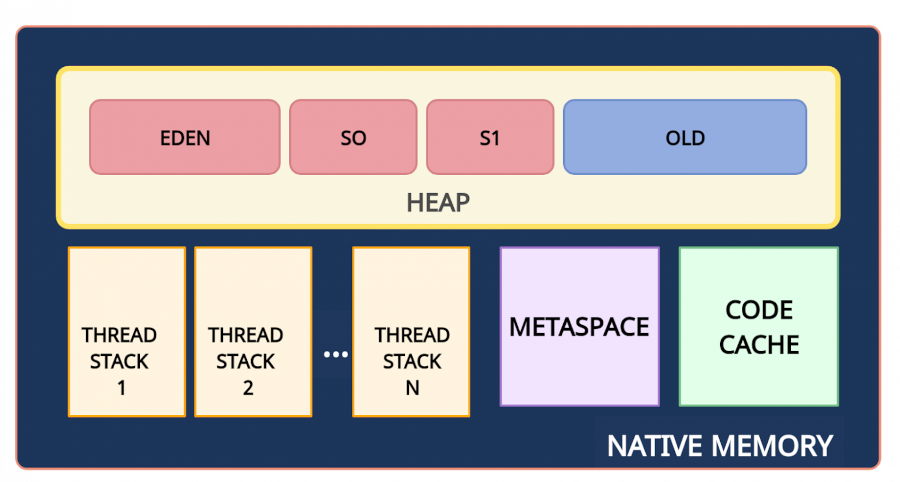 EDEN
SO
S1
OLD
HEAP
THREAD
STACK
1
THREAD
STACK
2
...
THREAD
STACK
N
METASPACE
CODE
CACHE
NATIVE MEMORY